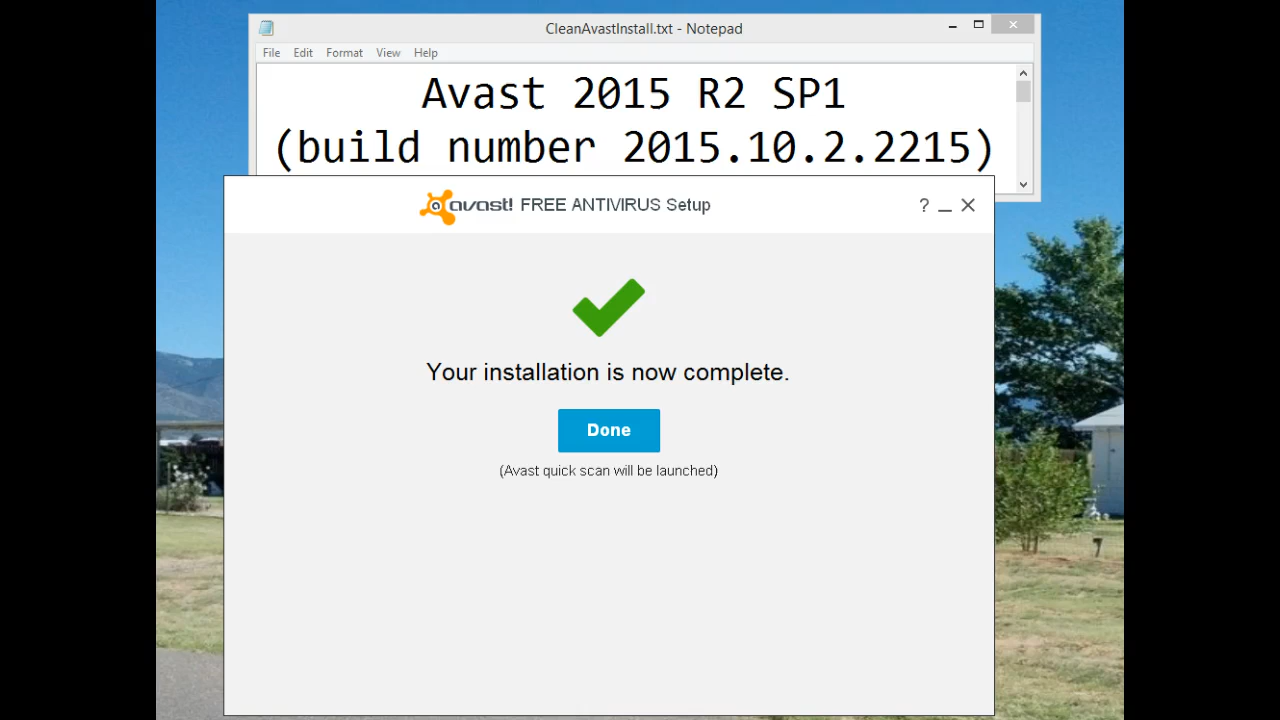 CleanAvastInstall.txt - Notepad
File Edit Format View Help
Avast 2015 R2 SP1
(build number 2015.10.2.2215)
avast! FREE ANTIVIRUS Setup
?
Your installation is now complete.
Done
(Avast quick scan will be launched)